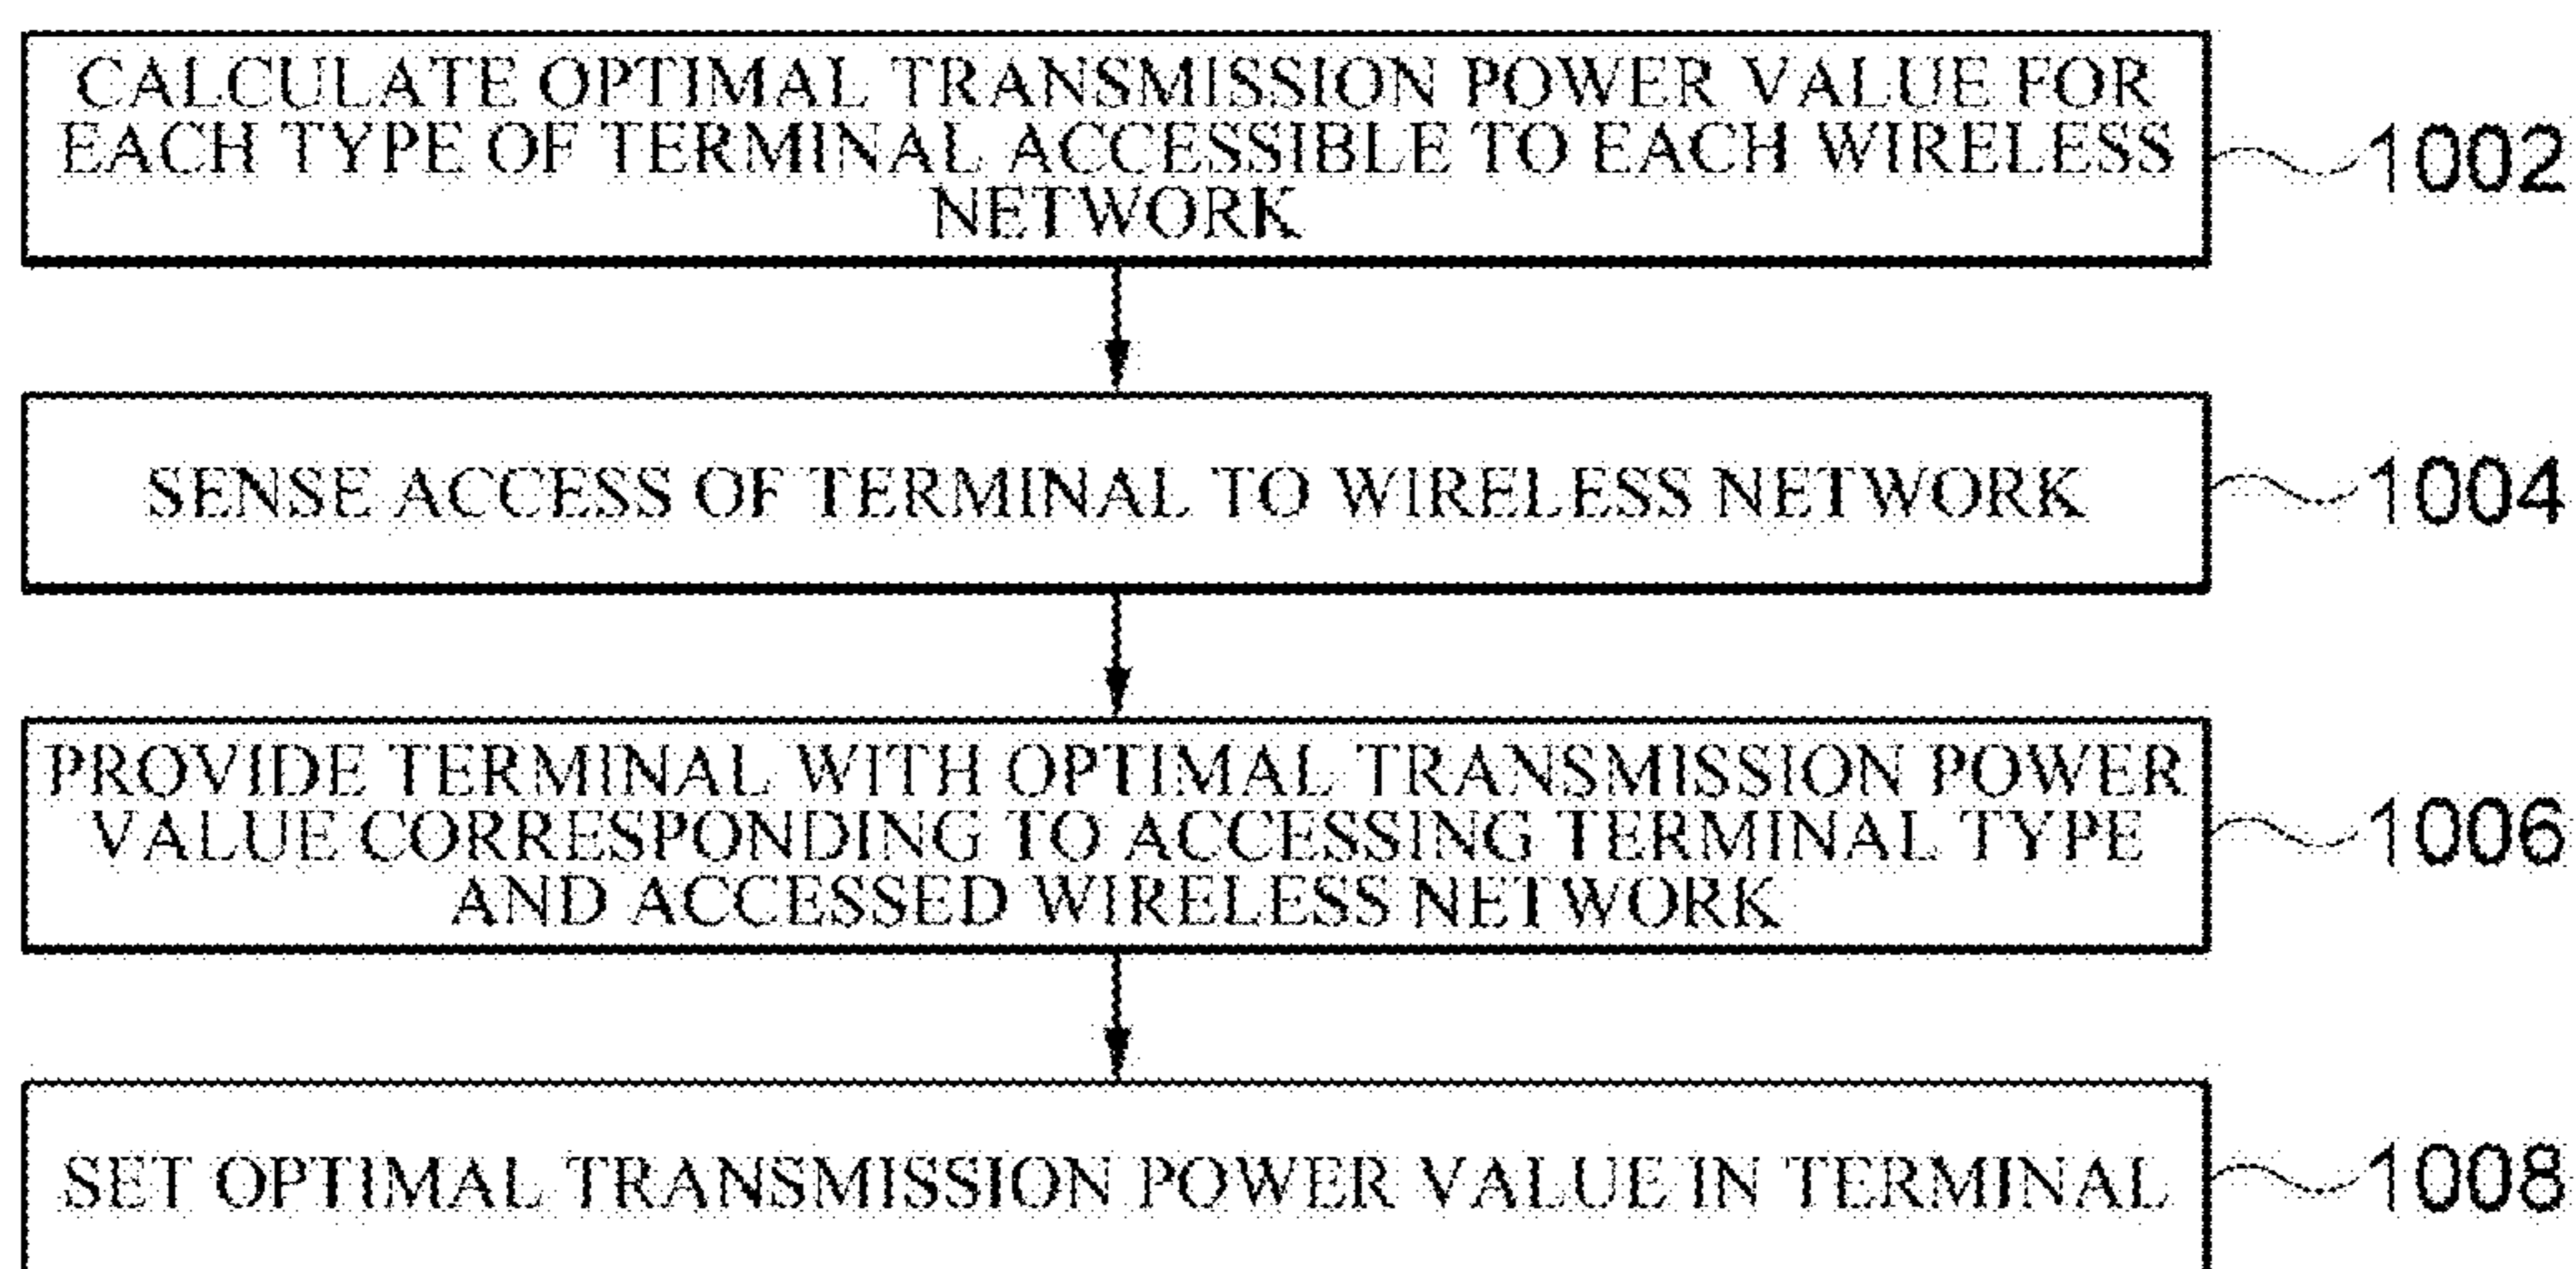 CALCULATE OPTIMAL TRANSMISSION POWER VALUE FOR
EACH TYPE OF TERMINAL ACCESSIBLE TO EACH WIRELESS
NETWORK
1002
SENSE ACCESS OF TERMINAL TO WIRELESS NETWORK
1004
PROVIDE TERMINAL WITH OPTIMAL TRANSMISSION POWER
VALUE CORRESPONDING TO ACCESSING TERMINAL TYPE
AND ACCESSED WIRELESS NETWORK
1006
SET OPTIMAL TRANSMISSION POWER VALUE IN TERMINAL
1008